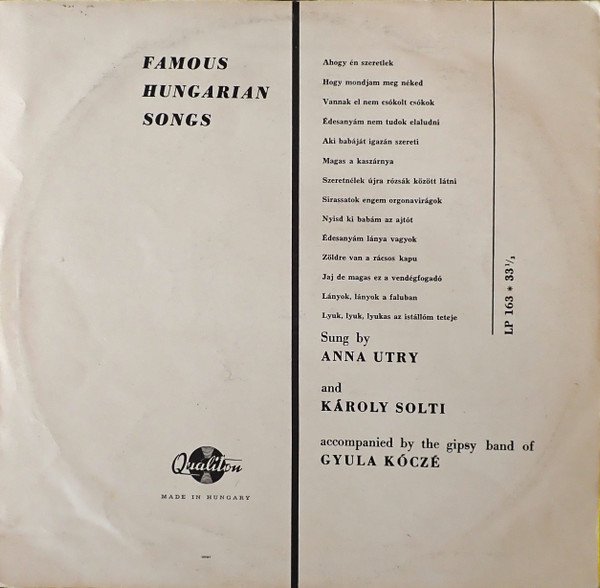 FAMOUS
HUNGARIAN
SONGS
Qualiton
MADE IN HUNGARY
Ahogy én szeretlek
Hogy mondjam meg néked
Vannak el nem csókolt csókok
Édesanyám nem tudok elaludni
Aki babáját igazán szereti
Magas a kaszárnya
Szeretnélek újra rózsák között látni
Sirassatok engem orgonavirágok
Nyisd ki babám az ajtót
Édesanyám lánya vagyok
Zöldre van a rácsos kapu
Jaj de magas ez a vendégfogadó
Lányok, lányok a faluban
Lyuk, lyuk, lyukas az istállóm teteje
Sung by
ANNA UTRY
and
KÁROLY SOLTI
accompanied by the gipsy band of
GYULA KÓCZÉ
LP 163 * 33⅓